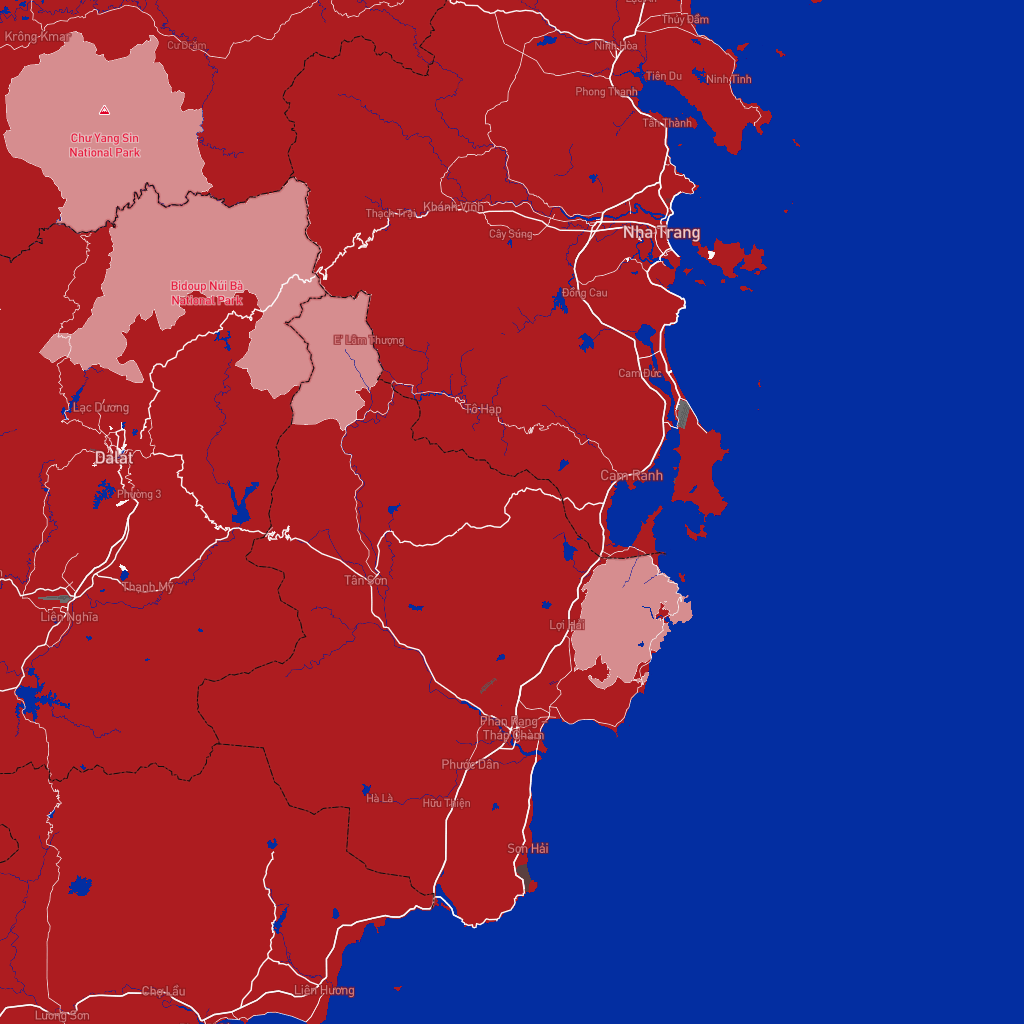 Thủy Đầm
Krông Kmar
Cư Drăm
Ninh Hòa
Tiên Du
Ninh Tịnh
Phong Thạnh
Tân Thành
Chư Yang Sin
National Park
Thạch Trại
Khánh Vĩnh
Cây Sung
Nha Trang
Bidoup Núi Bà
National Park
Đồng Cau
E' Lâm Thượng
Cam Đức
Lạc Dương
Tô Hạp
Dalat
Cam Ranh
Phường 3
Tân Sơn
Thạnh Mỹ
Liên Nghĩa
Lợi Hải
Phan Rang
Tháp Chàm
Phước Dân
Hà Là
Hữu Thiện
Sơn Hải
Liên Hương
Chợ Lầu
Lương Sơn